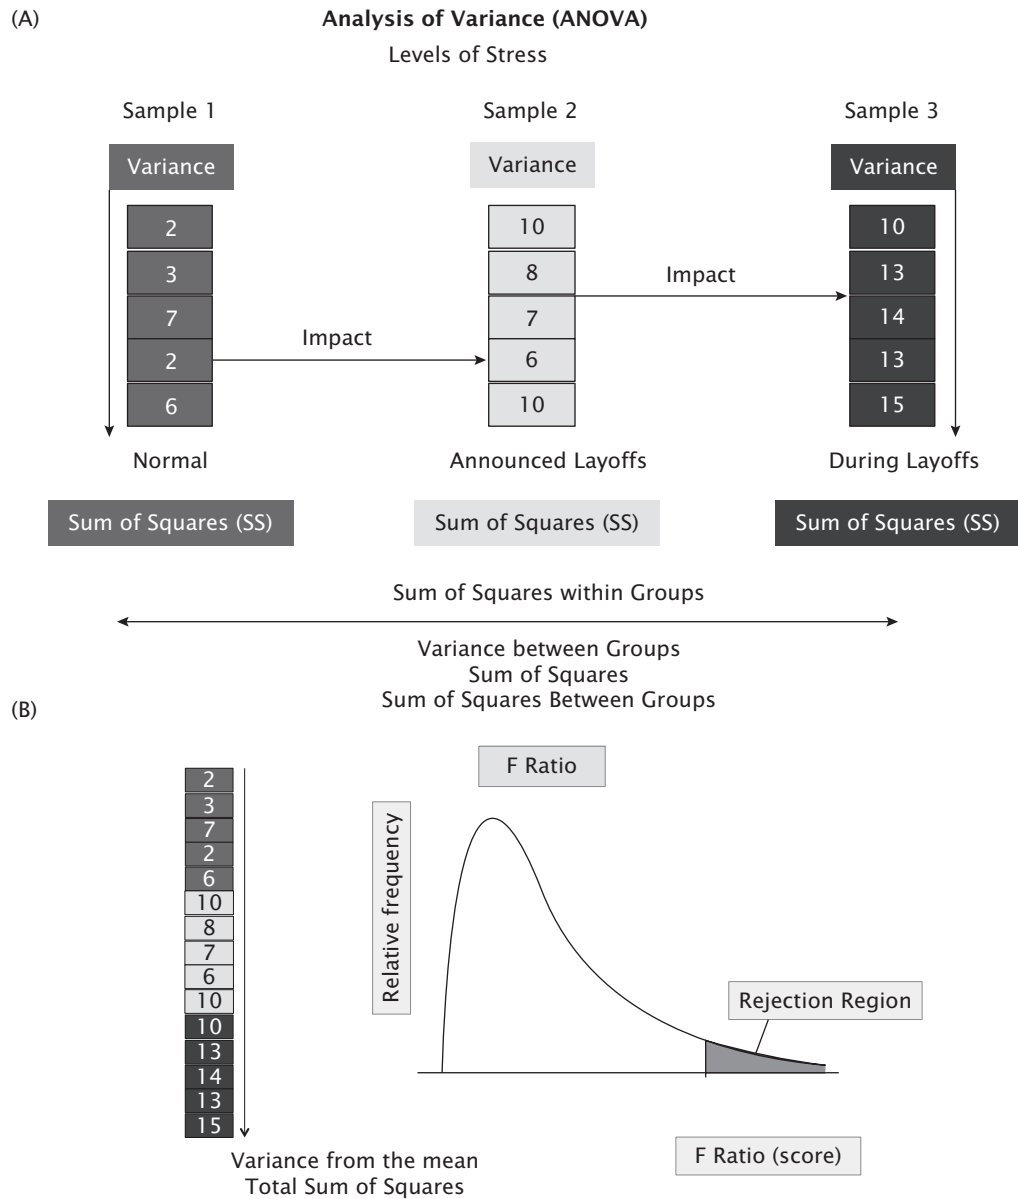 (A)
Analysis of Variance (ANOVA)
Levels of Stress
Sample 1
Sample 2
Sample 3
Variance
Variance
Variance
2
10
10
3
8
13
Impact
7
7
14
Impact
2
6
13
6
10
15
Normal
Announced Layoffs
During Layoffs
Sum of Squares (SS)
Sum of Squares (SS)
Sum of Squares (SS)
Sum of Squares within Groups
Variance between Groups
Sum of Squares
Sum of Squares Between Groups
(B)
2
3
7
2
6
10
8
7
6
10
10
13
14
13
15
Variance from the mean
Total Sum of Squares
F Ratio
Relative frequency
Rejection Region
F Ratio (score)